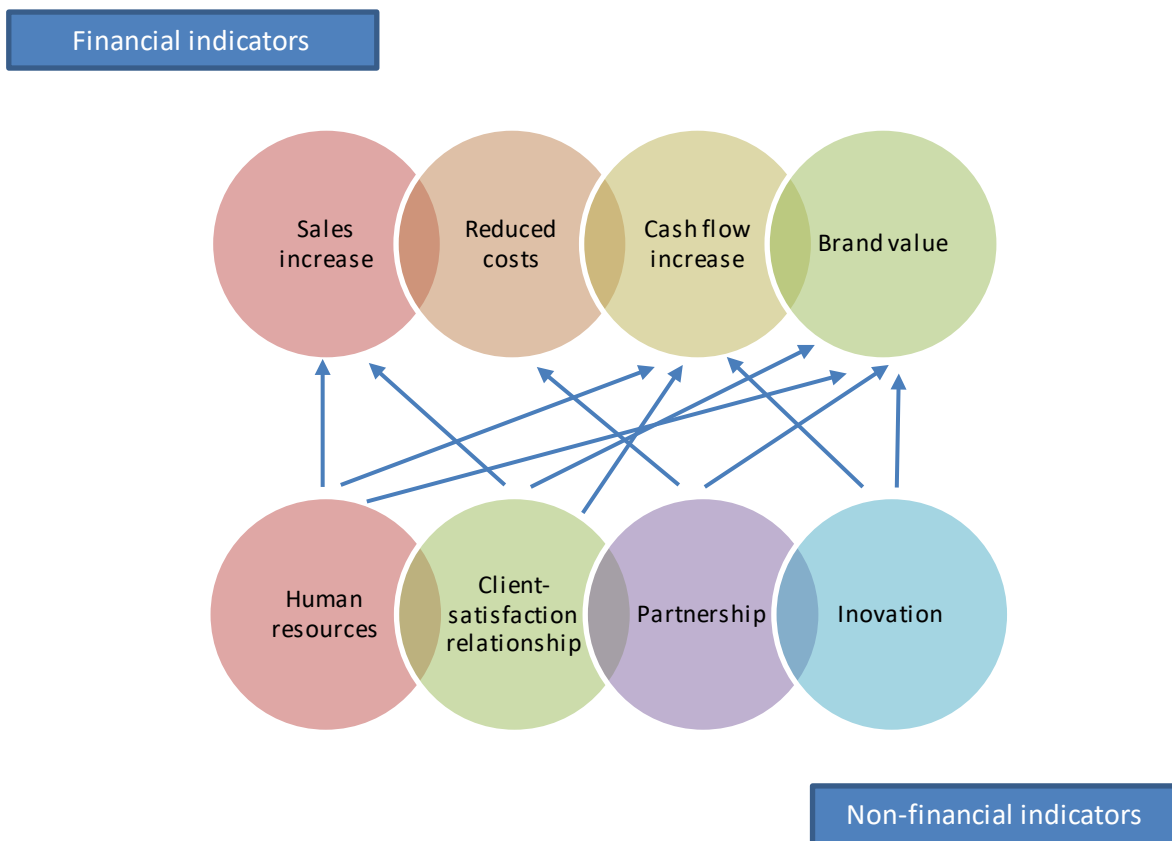 Financial indicators
Sales
increase
Reduced
costs
Cash flow
increase
Brand value
Human
resources
Client-
satisfaction
relationship
Partnership
Inovation
Non-financial indicators